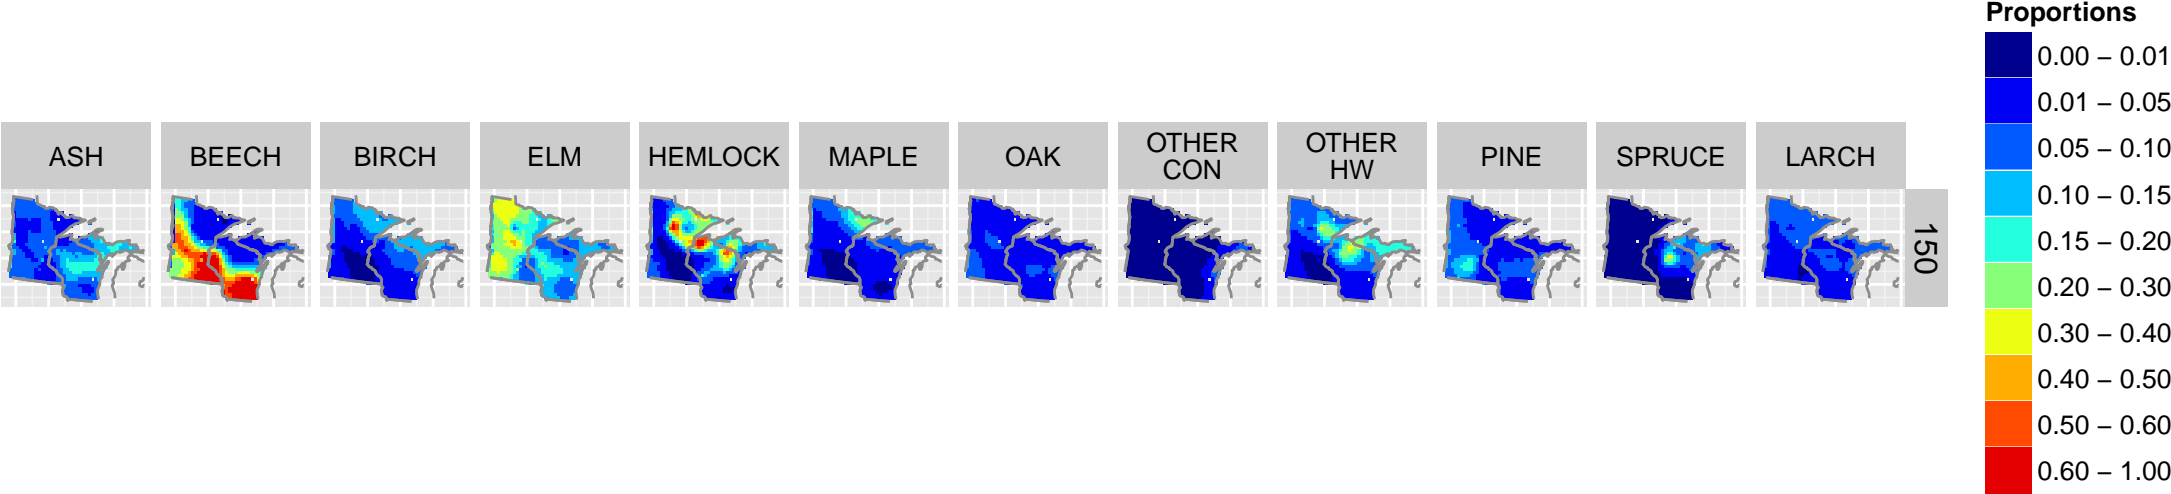 ASH
BEECH
BIRCH
ELM
HEMLOCK
MAPLE
OAK
OTHER
CON
OTHER
HW
PINE
SPRUCE
LARCH
150
Proportions
0.00 – 0.01
0.01 – 0.05
0.05 – 0.10
0.10 – 0.15
0.15 – 0.20
0.20 – 0.30
0.30 – 0.40
0.40 – 0.50
0.50 – 0.60
0.60 – 1.00